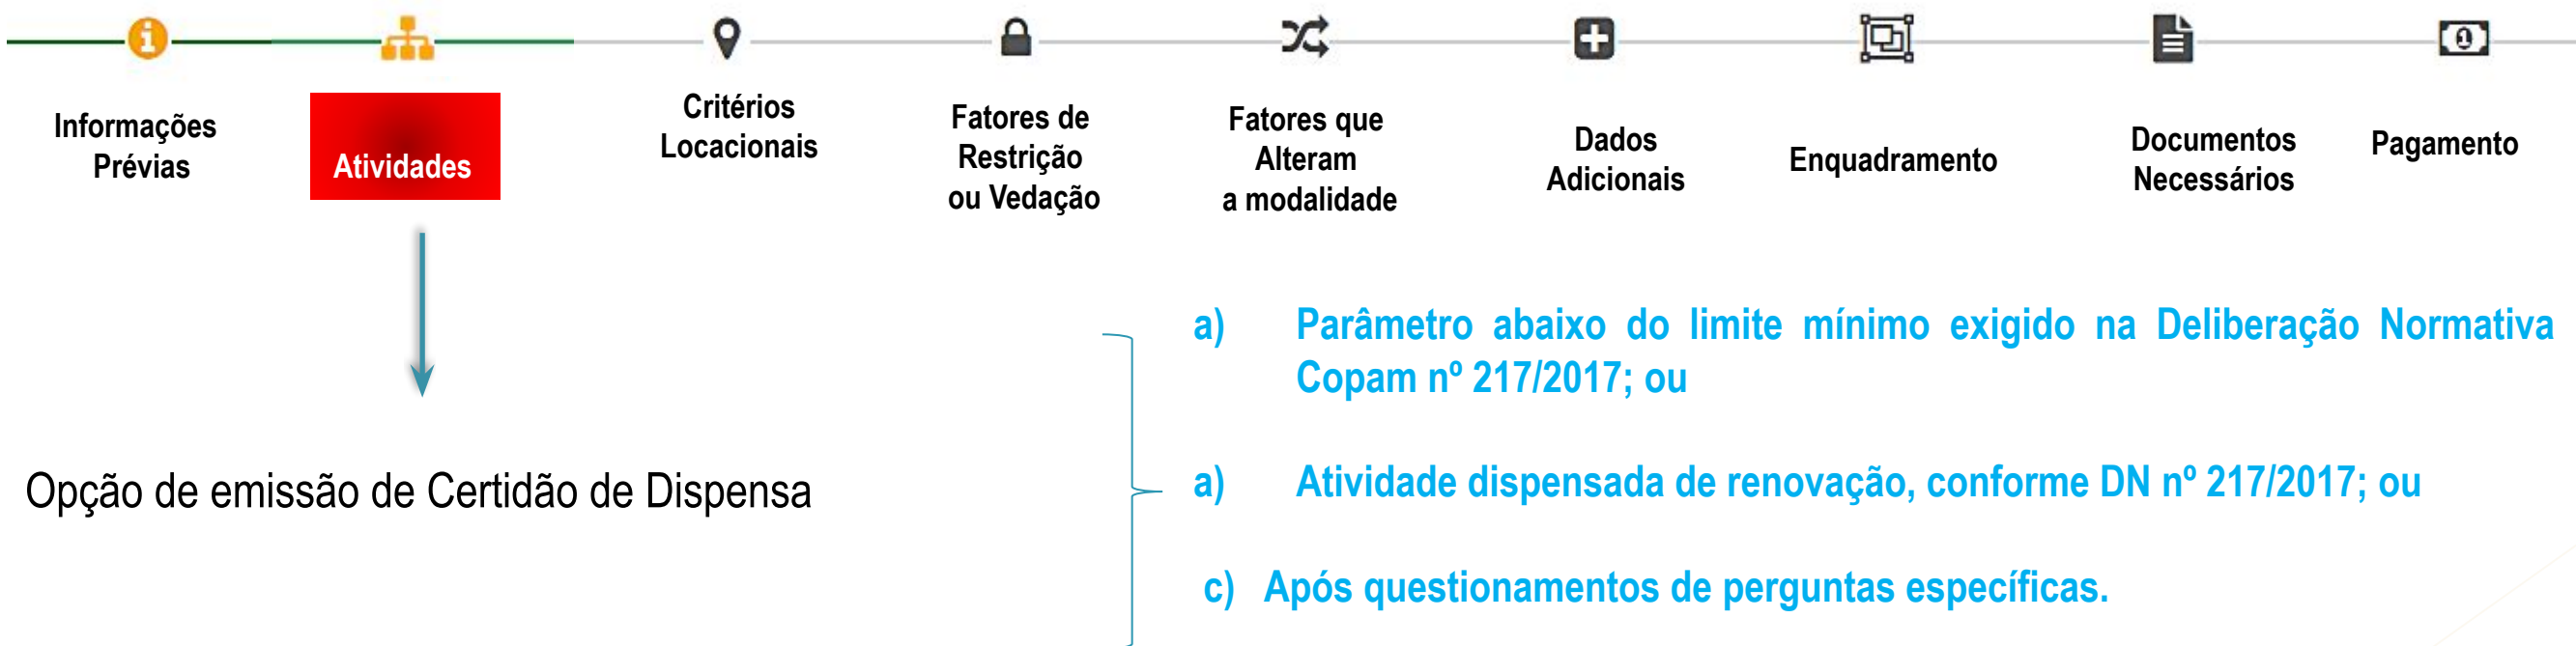 Informações
Prévias
Atividades
Critérios
Locacionais
Fatores de
Restrição
ou Vedação
Fatores que
Alteram
a modalidade
Dados
Adicionais
Enquadramento
Documentos
Necessários
Pagamento
Opção de emissão de Certidão de Dispensa
a) Parâmetro abaixo do limite mínimo exigido na Deliberação Normativa
Copam nº 217/2017; ou
a) Atividade dispensada de renovação, conforme DN nº 217/2017; ou
c) Após questionamentos de perguntas específicas.